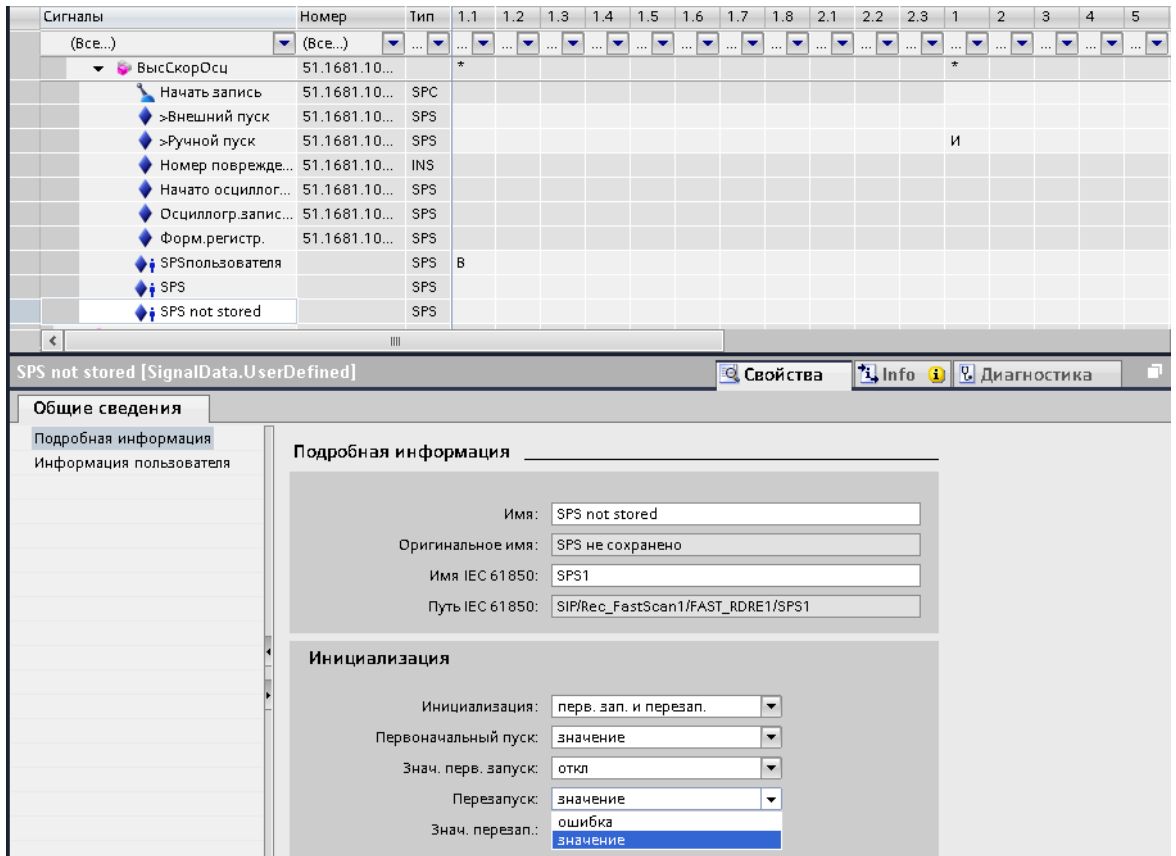 Сигналы Номер Тип 1.1 1.2 1.3 1.4 1.5 1.6 1.7 1.8 2.1 2.2 2.3 1 2 3 4 5
(Все...) (Все...) ... ... ... ... ... ... ... ... ... ... ... ... ... ... ... ... ...
ВысСкорОсц 51.1681.10... * *
Начать запись 51.1681.10... SPC
>Внешний пуск 51.1681.10... SPS
>Ручной пуск 51.1681.10... SPS И
Номер поврежде... 51.1681.10... INS
Начато осциллог... 51.1681.10... SPS
Осциллогр.запис... 51.1681.10... SPS
Форм.регистр. 51.1681.10... SPS
SPSпользователя SPS В
SPS SPS
SPS not stored SPS
SPS not stored [SignalData.UserDefined] Свойства Info Диагностика
Общие сведения
Подробная информация
Информация пользователя
Подробная информация
Имя: SPS not stored
Оригинальное имя: SPS не сохранено
Имя IEC 61850: SPS1
Путь IEC 61850: SIP/Rec_FastScan1/FAST_RDRE1/SPS1
Инициализация
Инициализация: перв. зап. и перезап.
Первоначальный пуск: значение
Знач. перв. запуск: откл
Перезапуск: значение
ошибка
Знач. перезап.: значение